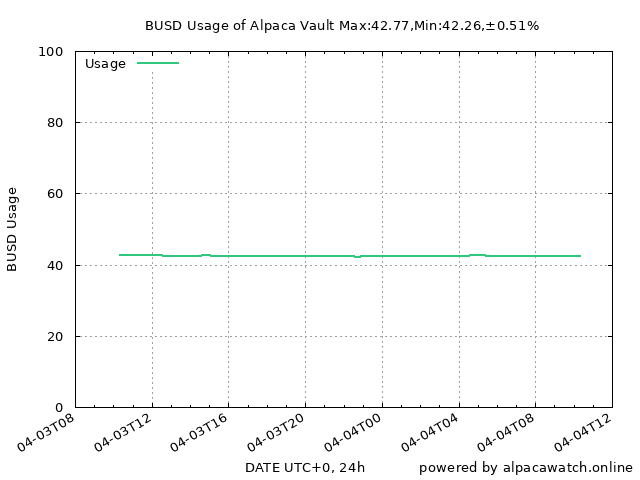 BUSD Usage of Alpaca Vault Max:42.77,Min:42.26,±0.51%
Usage
BUSD Usage
100
80
60
40
20
0
04-03T08
04-03T12
04-03T16
04-03T20
04-04T00
04-04T04
04-04T08
04-04T12
DATE UTC+0, 24h
powered by alpacawatch.online